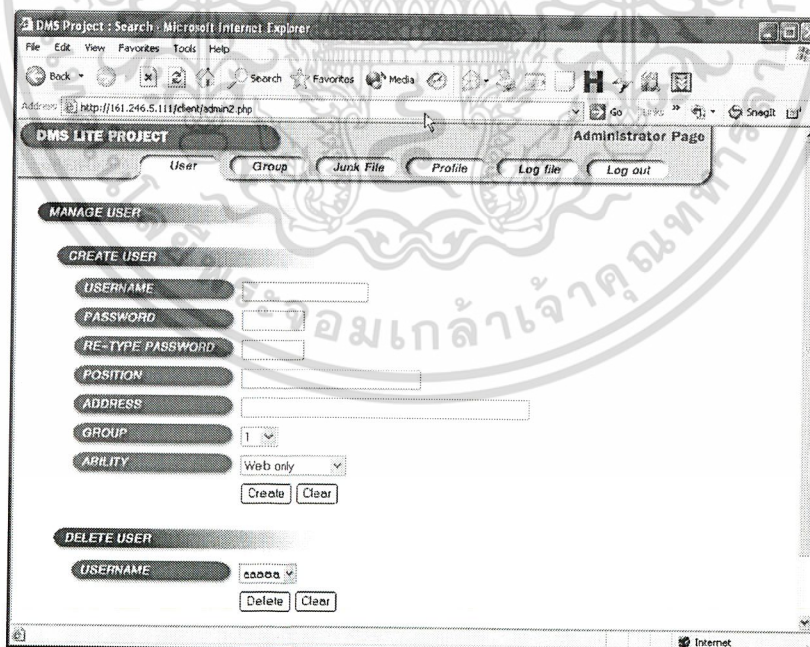 DMS Project : Search - Microsoft Internet Explorer
File Edit View Favorites Tools Help
Back Search Favorites Media
Address http://161.246.5.111/client/admin2.php Go Links » SnagIt
DMS LITE PROJECT Administrator Page
User Group Junk File Profile Log file Log out
MANAGE USER
CREATE USER
USERNAME
PASSWORD
RE-TYPE PASSWORD
POSITION
ADDRESS
GROUP 1
ABILITY Web only
Create Clear
DELETE USER
USERNAME
Delete Clear
Internet